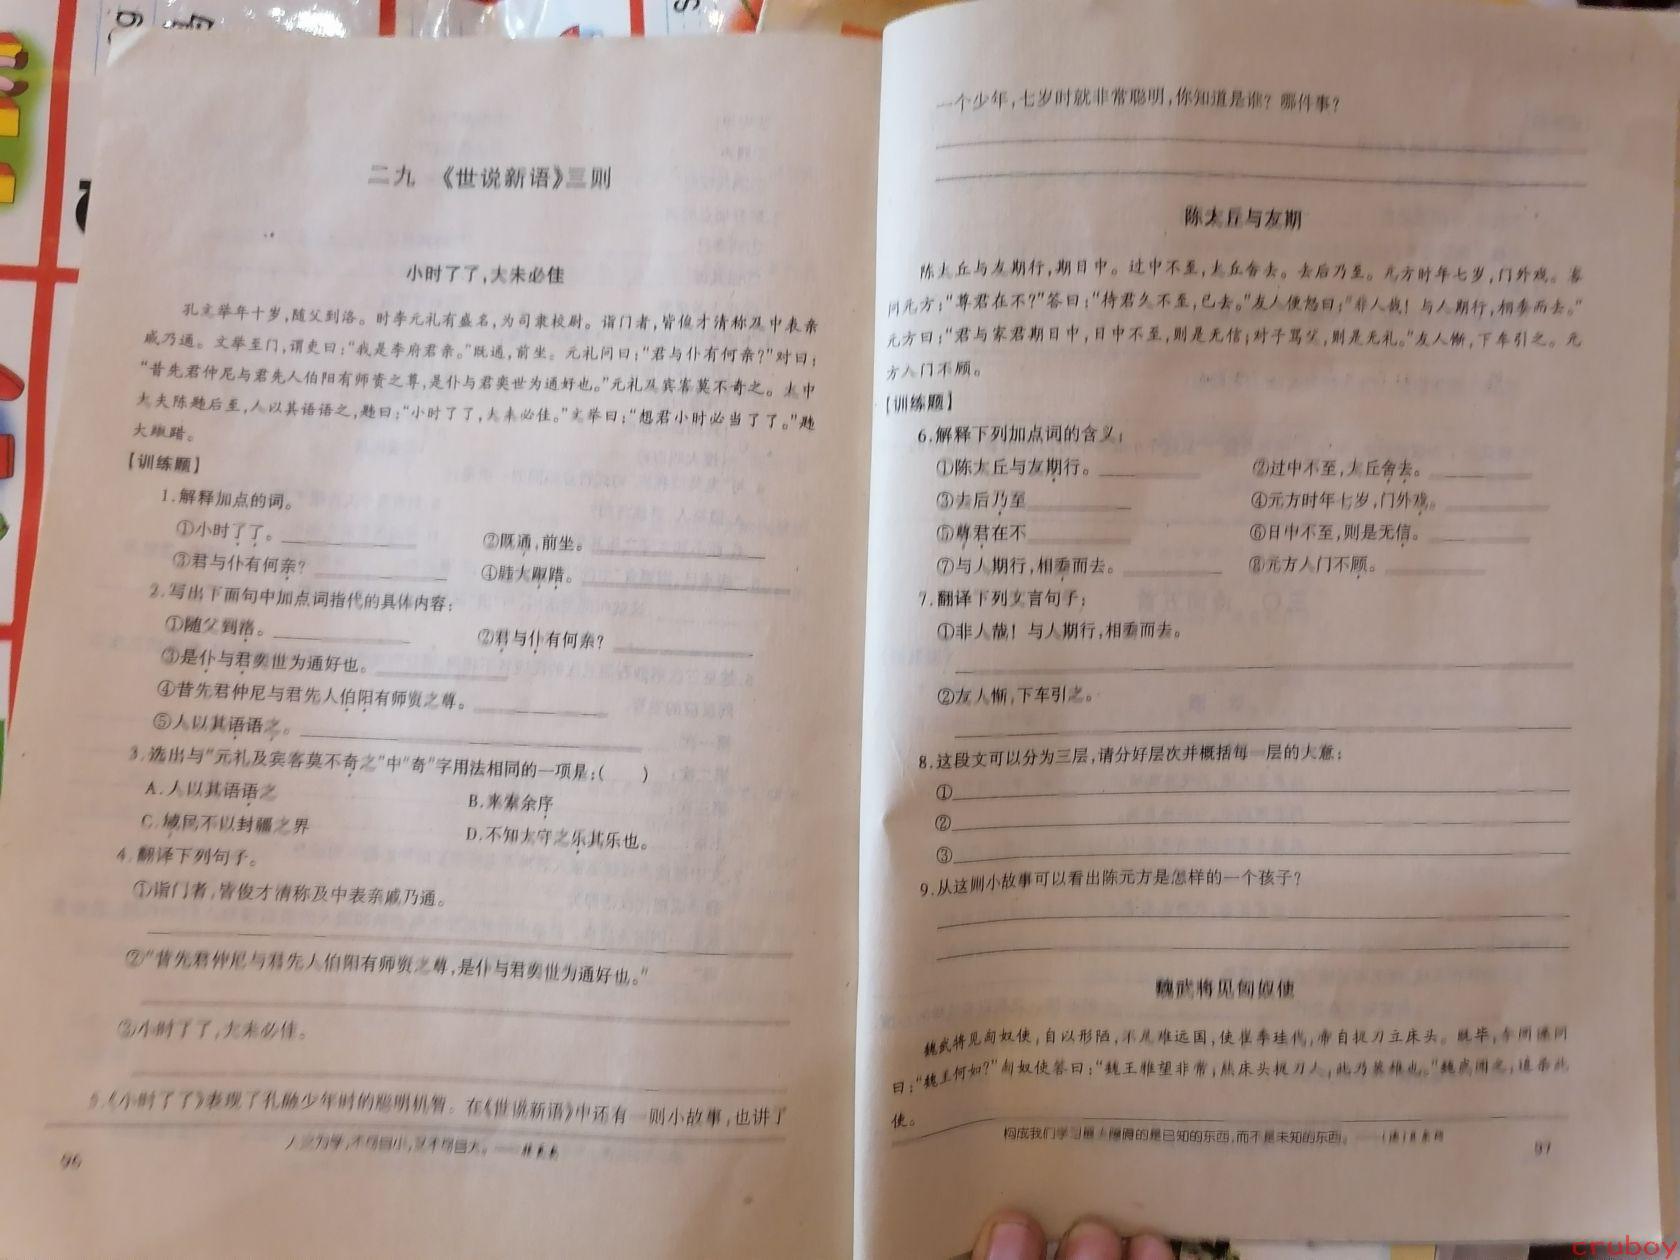 二九　《世说新语》三则
小时了了,大未必佳
孔文举年十岁,随父到洛。时李元礼有盛名,为司隶校尉。诣门者,皆俊才清称及中表亲
戚乃通。文举至门,谓吏曰:“我是李府君亲。”既通,前坐。元礼问曰:“君与仆有何亲?”对曰:
“昔先君仲尼与君先人伯阳有师资之尊,是仆与君奕世为通好也。”元礼及宾客莫不奇之。太中
大夫陈韪后至,人以其语语之,韪曰:“小时了了,大未必佳。”文举曰:“想君小时必当了了。”韪
大踧踖。
【训练题】
1.解释加点的词。
①小时了了。 ②既通,前坐。
③君与仆有何亲? ④韪大踧踖。
2.写出下面句中加点词指代的具体内容:
①随父到洛。 ②君与仆有何亲?
③是仆与君奕世为通好也。
④昔先君仲尼与君先人伯阳有师资之尊。
⑤人以其语语之。
3.选出与“元礼及宾客莫不奇之”中“奇”字用法相同的一项是:(　　)
A.人以其语语之 B.来索余序
C.域民不以封疆之界 D.不知太守之乐其乐也。
4.翻译下列句子。
①诣门者,皆俊才清称及中表亲戚乃通。
②“昔先君仲尼与君先人伯阳有师资之尊,是仆与君奕世为通好也。”
③小时了了,大未必佳。
5.《小时了了》表现了孔融少年时的聪明机智。在《世说新语》中还有一则小故事,也讲了
96
一个少年,七岁时就非常聪明,你知道是谁?哪件事?
陈太丘与友期
陈太丘与友期行,期日中。过中不至,太丘舍去。去后乃至。元方时年七岁,门外戏。客
问元方:“尊君在不?”答曰:“待君久不至,已去。”友人便怒曰:“非人哉!与人期行,相委而去。”
元方曰:“君与家君期日中,日中不至,则是无信;对子骂父,则是无礼。”友人惭,下车引之。元
方入门不顾。
【训练题】
6.解释下列加点词的含义:
①陈太丘与友期行。 ②过中不至,太丘舍去。
③去后乃至 ④元方时年七岁,门外戏。
⑤尊君在不 ⑥日中不至,则是无信。
⑦与人期行,相委而去。 ⑧元方入门不顾。
7.翻译下列文言句子:
①非人哉!与人期行,相委而去。
②友人惭,下车引之。
8.这段文可以分为三层,请分好层次并概括每一层的大意:
①
②
③
9.从这则小故事可以看出陈元方是怎样的一个孩子?
魏武将见匈奴使
魏武将见匈奴使,自以形陋,不足雄远国,使崔季珪代,帝自捉刀立床头。既毕,令间谍问
曰:“魏王何如?”匈奴使答曰:“魏王雅望非常,然床头捉刀人,此乃英雄也。”魏武闻之,追杀此
使。
构成我们学习最大障碍的是已知的东西,而不是未知的东西。
97
cruboy